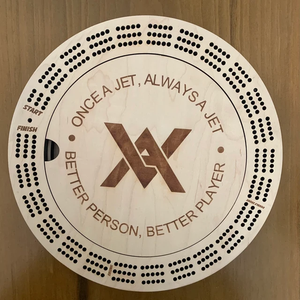 ONCE A JET, ALWAYS A JET
BETTER PERSON, BETTER PLAYER
START
FINISH